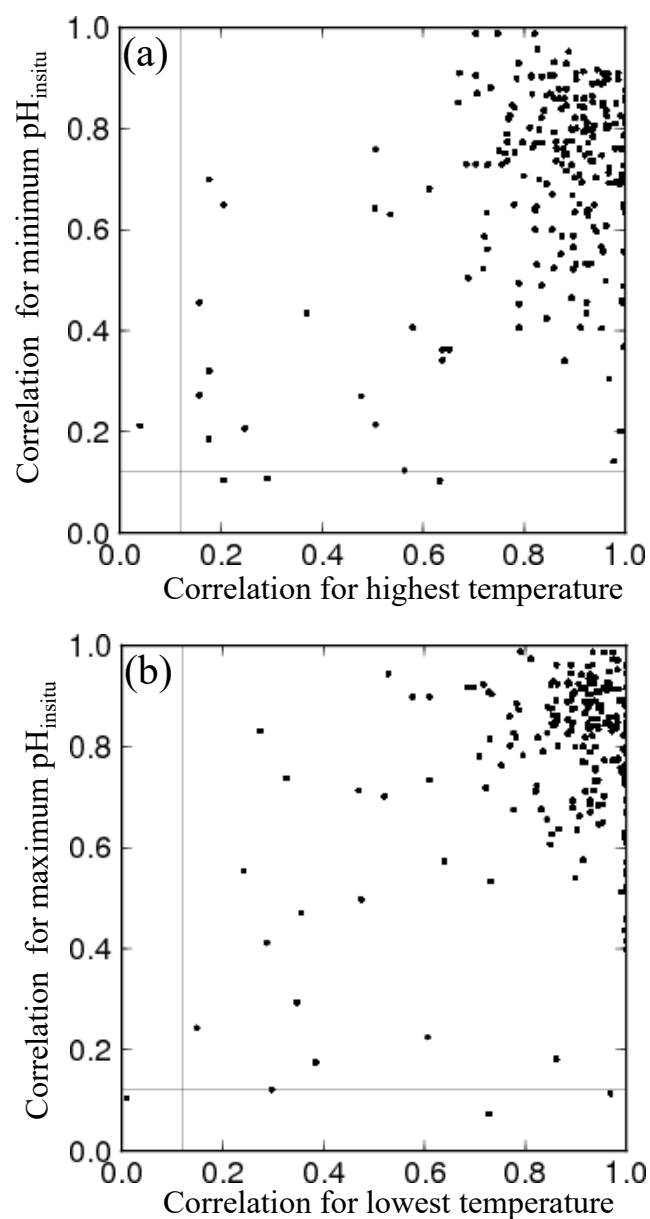 (a)
Correlation for minimum pHinsitu
1.0
0.8
0.6
0.4
0.2
0.0
0.0 0.2 0.4 0.6 0.8 1.0
Correlation for highest temperature
(b)
Correlation for maximum pHinsitu
1.0
0.8
0.6
0.4
0.2
0.0
0.0 0.2 0.4 0.6 0.8 1.0
Correlation for lowest temperature